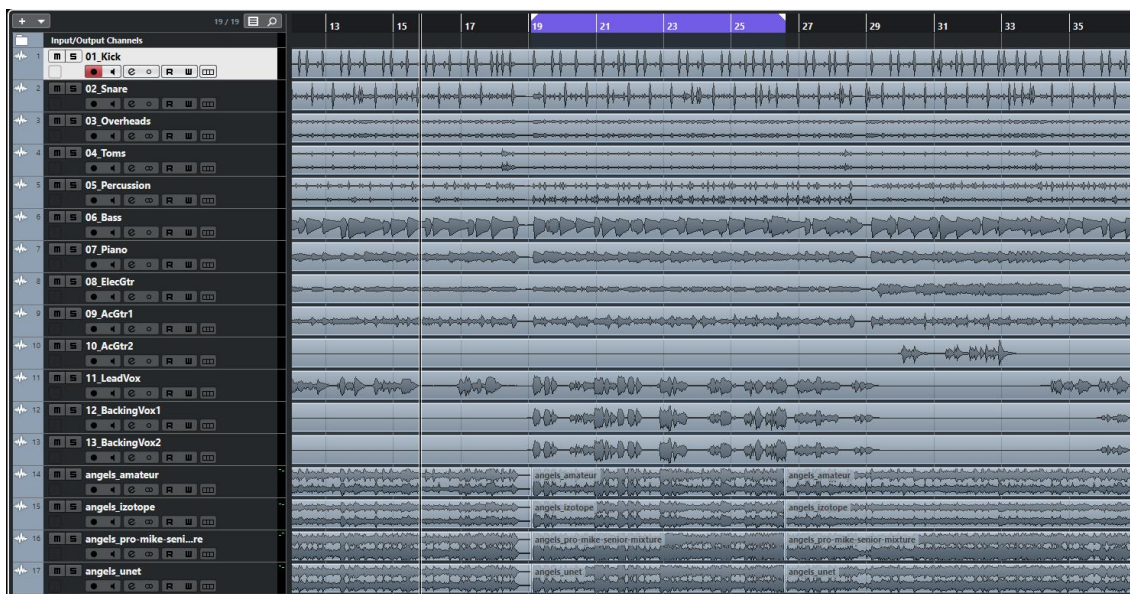 19 / 19
13 15 17 19 21 23 25 27 29 31 33 35
Input/Output Channels
1 m S 01_Kick
e R W
2 m S 02_Snare
e R W
3 m S 03_Overheads
e R W
4 m S 04_Toms
e R W
5 m S 05_Percussion
e R W
6 m S 06_Bass
e R W
7 m S 07_Piano
e R W
8 m S 08_ElecGtr
e R W
9 m S 09_AcGtr1
e R W
10 m S 10_AcGtr2
e R W
11 m S 11_LeadVox
e R W
12 m S 12_BackingVox1
e R W
13 m S 13_BackingVox2
e R W
14 m S angels_amateur angels_amateur angels_amateur
e R W
15 m S angels_izotope angels_izotope angels_izotope
e R W
16 m S angels_pro-mike-seni...re angels_pro-mike-senior-mixture angels_pro-mike-senior-mixture
e R W
17 m S angels_unet angels_unet angels_unet
e R W